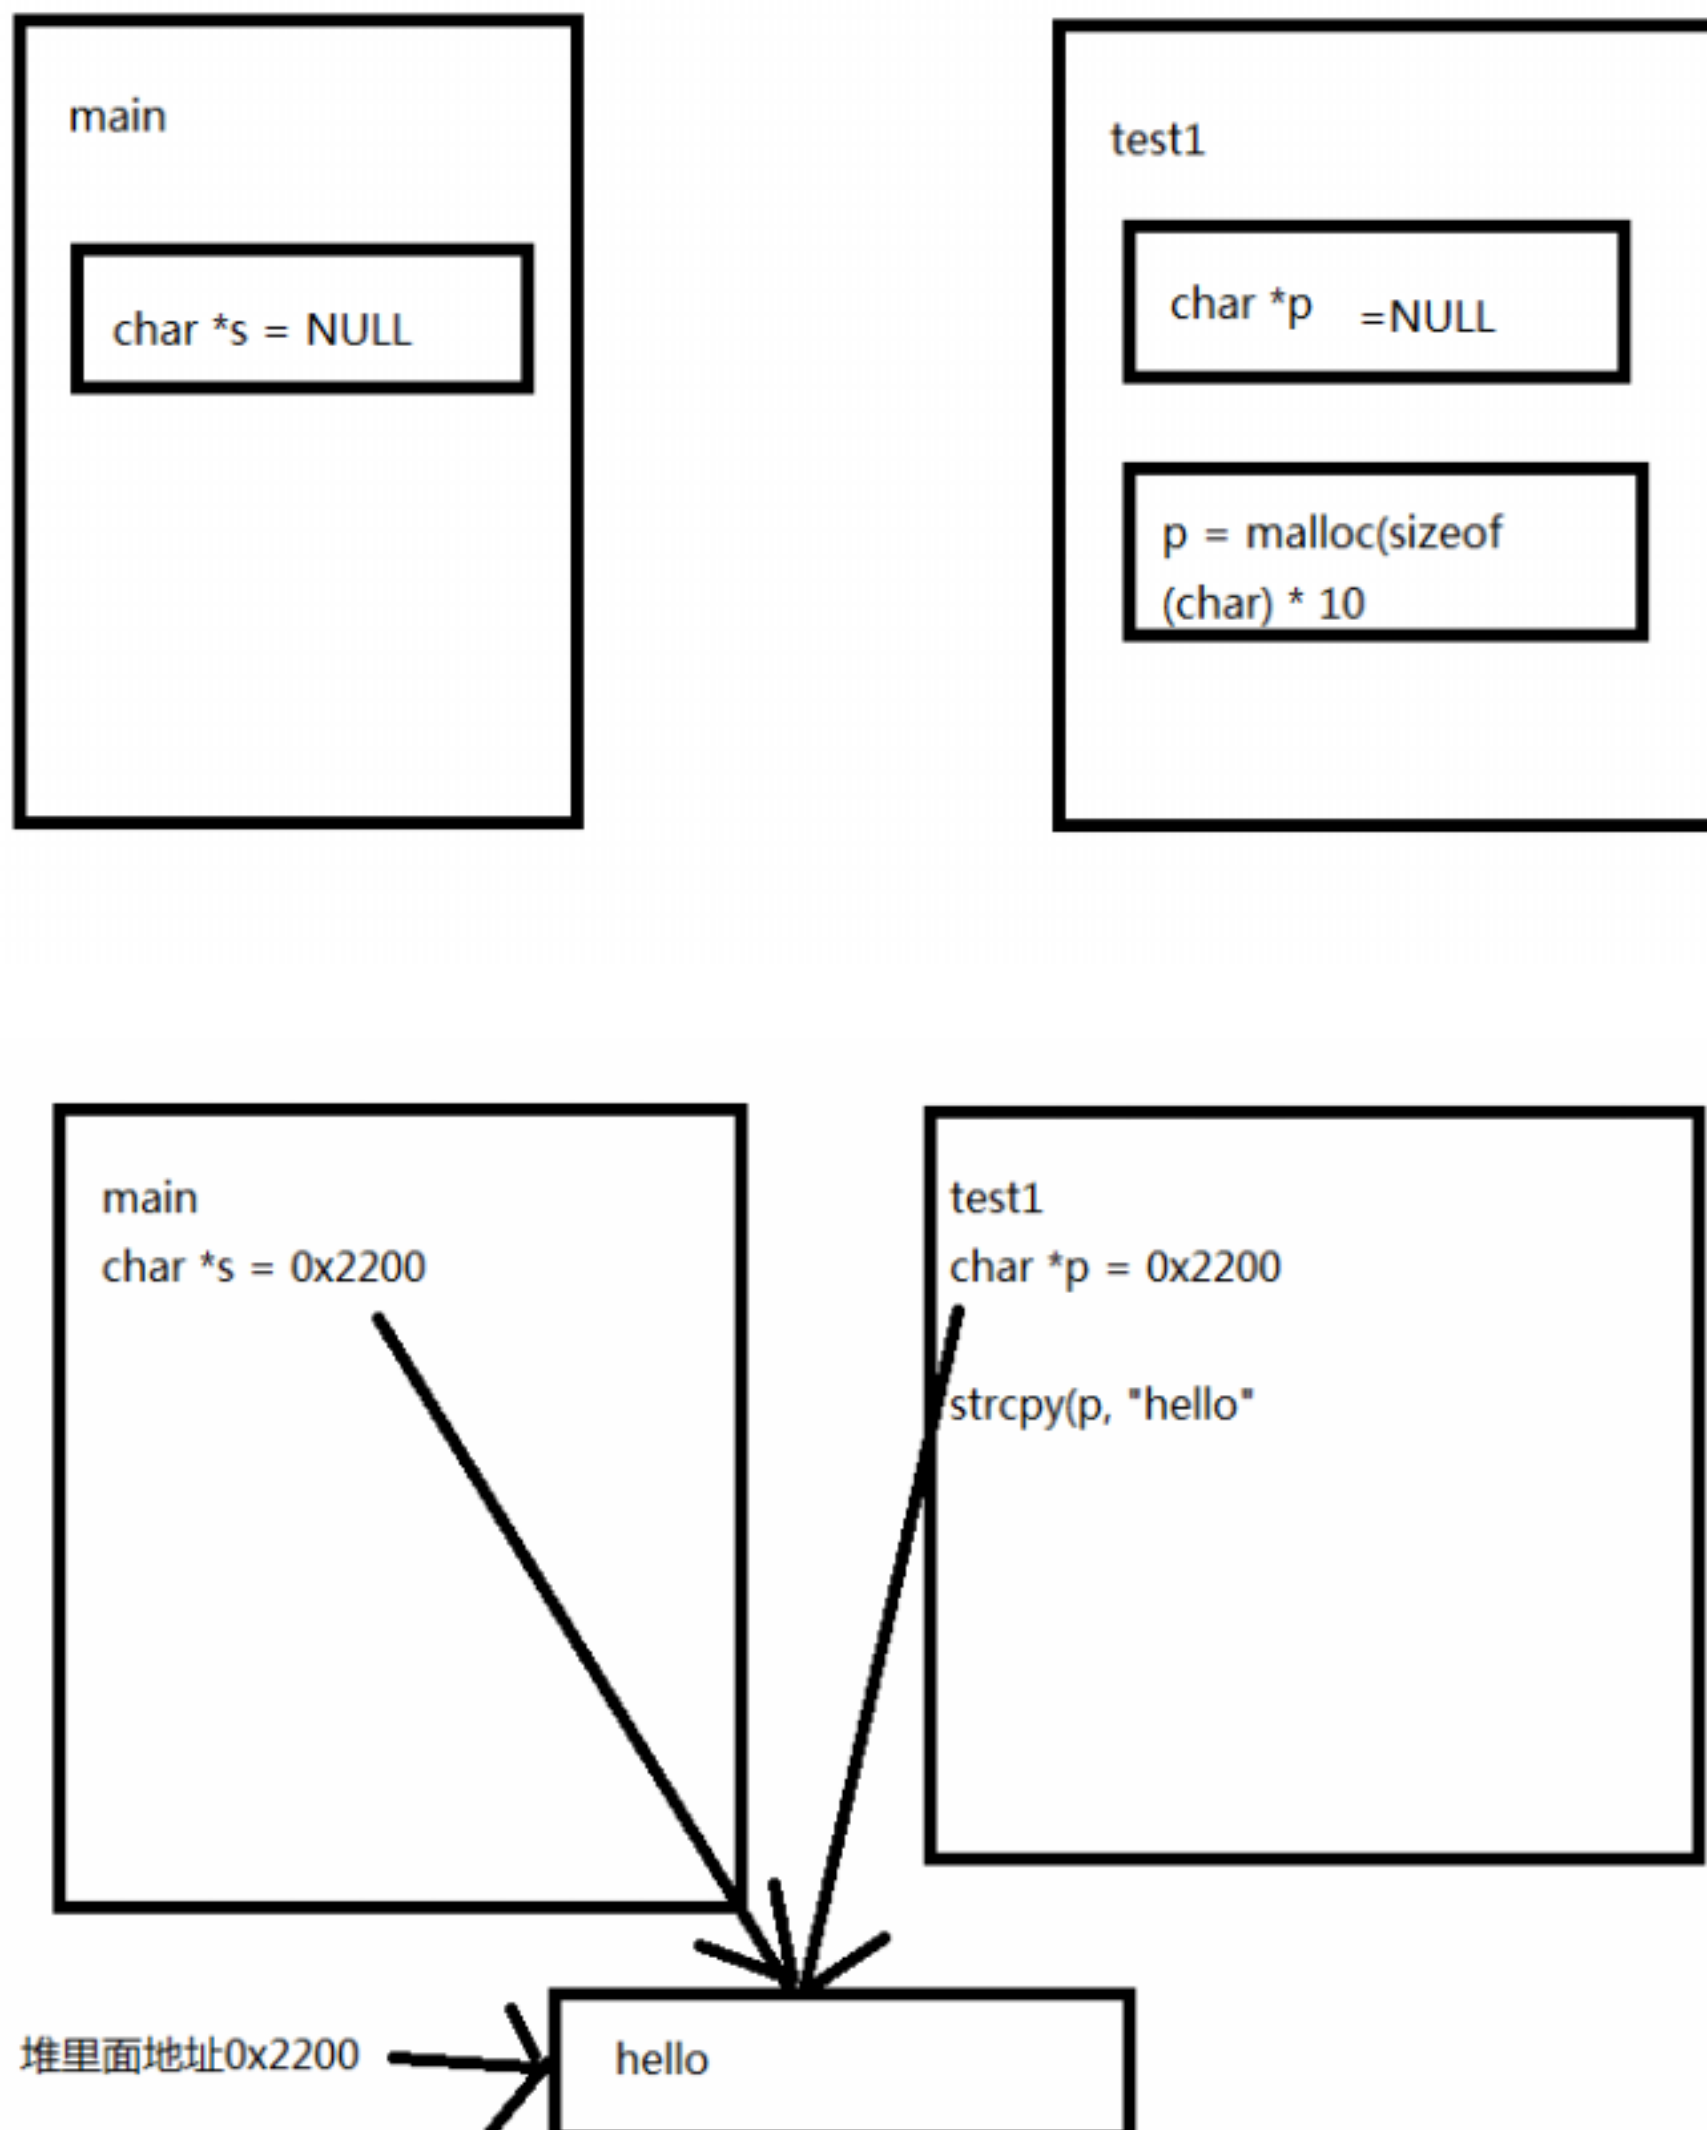 main
char *s = NULL
test1
char *p =NULL
p = malloc(sizeof
(char) * 10
main
char *s = 0x2200
test1
char *p = 0x2200
strcpy(p, "hello"
堆里面地址0x2200
hello